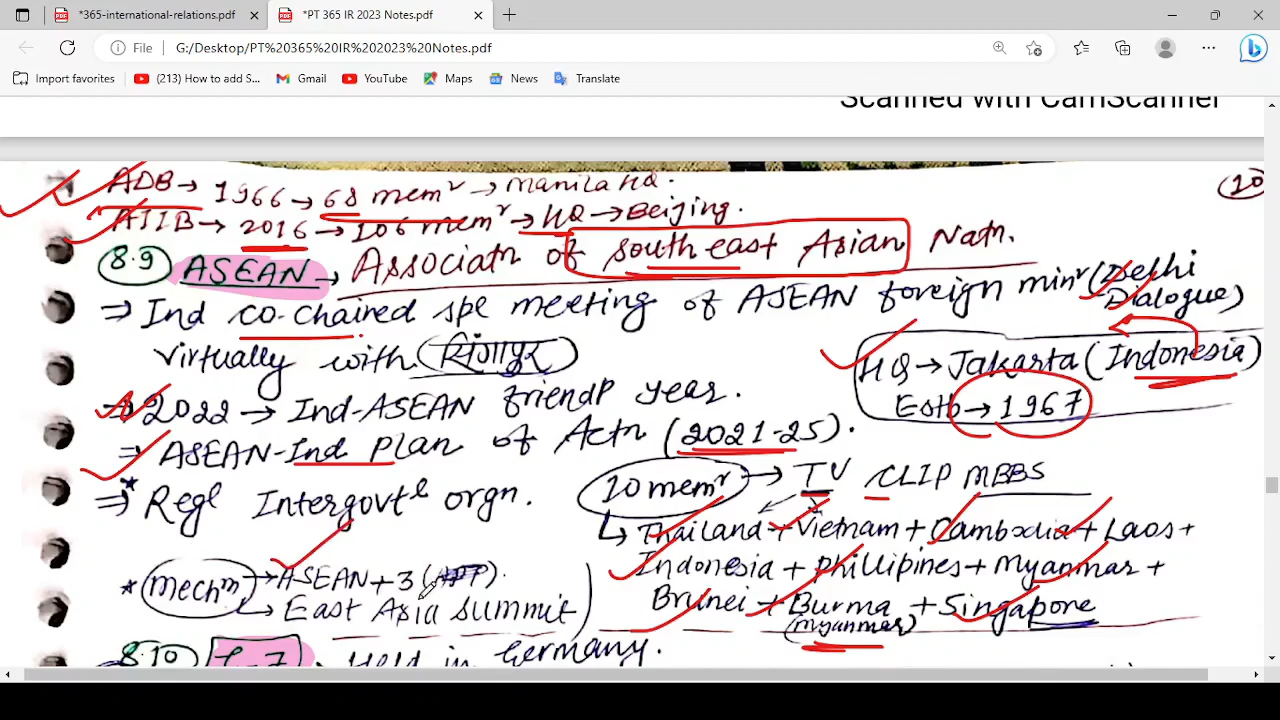 *365-international-relations.pdf
*PT 365 IR 2023 Notes.pdf
File
G:/Desktop/PT%20365%20IR%202023%20Notes.pdf
Import favorites
(213) How to add S...
Gmail
YouTube
Maps
News
Translate
Scanned with CamScanner
10
ADB → 1966 → 68 memr → Manila HQ.
AIIB → 2016 → 106 memr → HQ → Beijing.
8.9 ASEAN → Associatn of south east Asian Natn.
⇒ Ind co-chaired spe meeting of ASEAN foreign minr (Delhi Dialogue)
virtually with (सिंगापुर)
HQ → Jakarta (Indonesia)
Estb → 1967
⇒ 2022 → Ind-ASEAN friendp year.
⇒ ASEAN-Ind Plan of Actn (2021-25).
⇒ Regl Intergovtl orgn.
10 memr → TV CLIP MBBS
↳ Thailand + Vietnam + Cambodia + Laos +
Indonesia + Phillipines + Myanmar +
Brunei + Burma + Singapone
(Myanmar)
* Mechm → ASEAN + 3
↳ East Asia Summit
8.10 → Held in Germany.